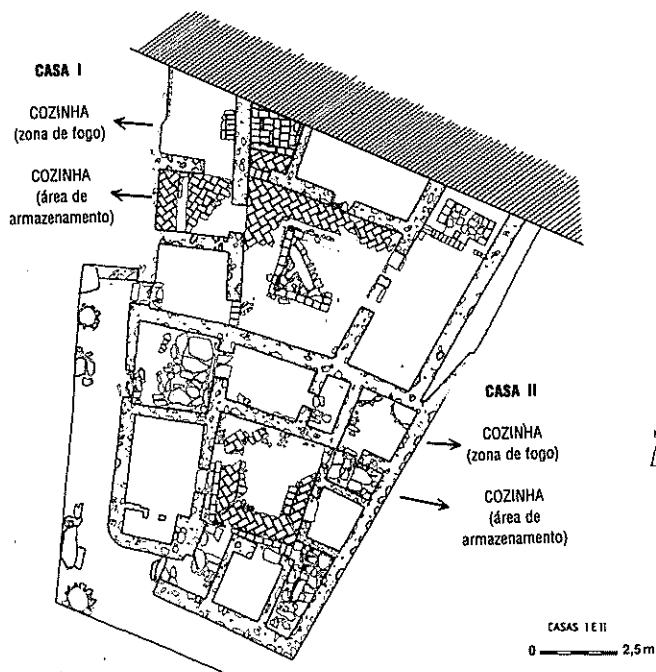 CASA I
COZINHA
(zona de fogo)
COZINHA
(área de
armazenamento)
CASA II
COZINHA
(zona de fogo)
COZINHA
(área de
armazenamento)
CASAS I E II
0 2,5 m